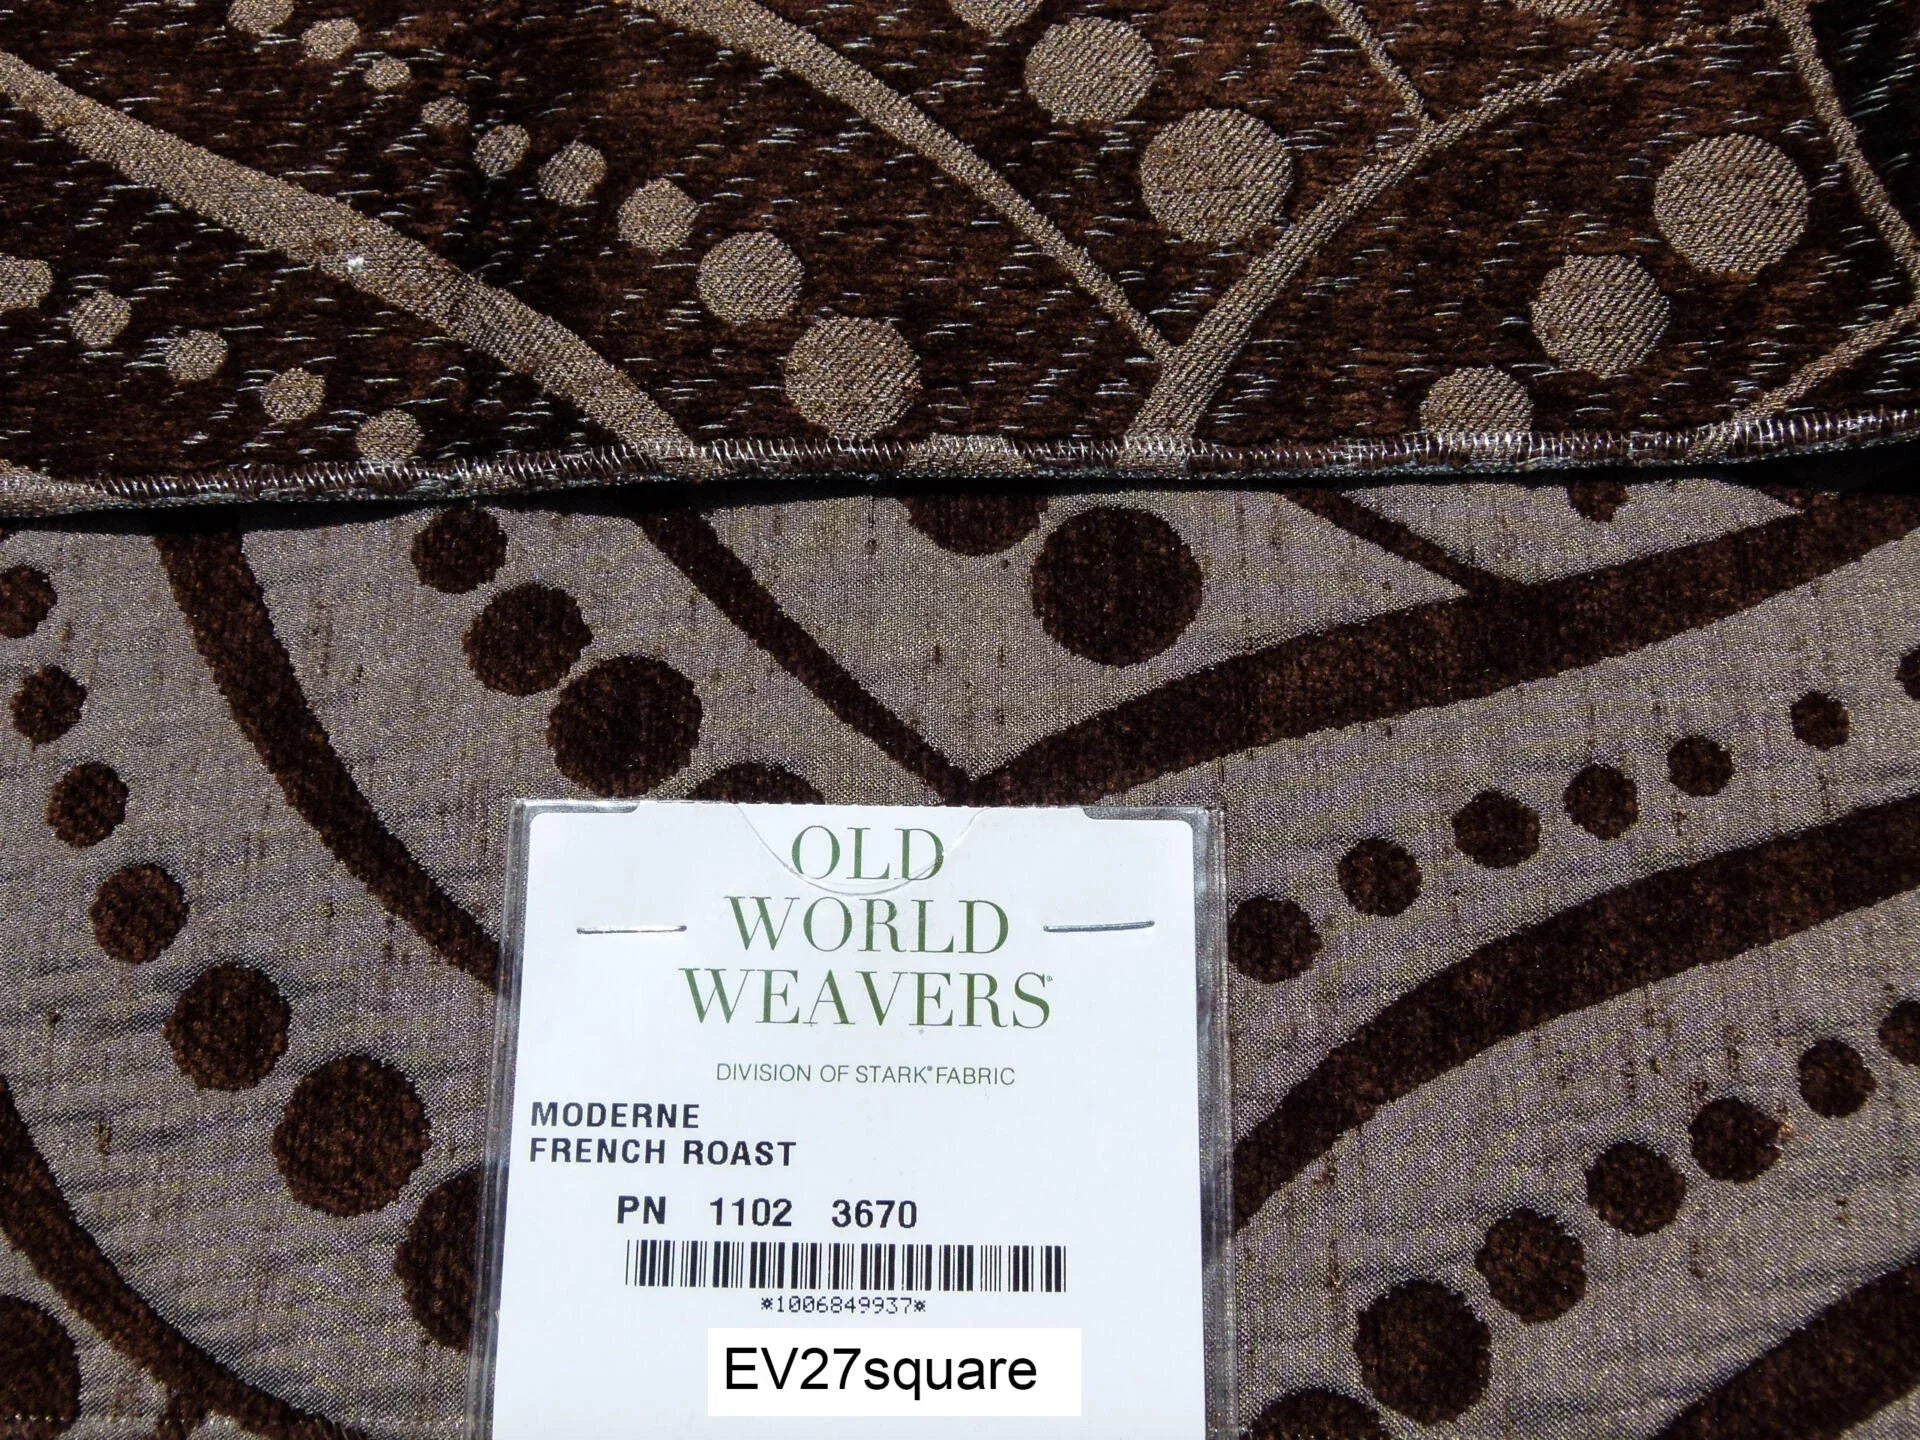 OLD
WORLD
WEAVERS®
DIVISION OF STARK® FABRIC
MODERNE
FRENCH ROAST
PN 1102 3670
*1006849937*
EV27square